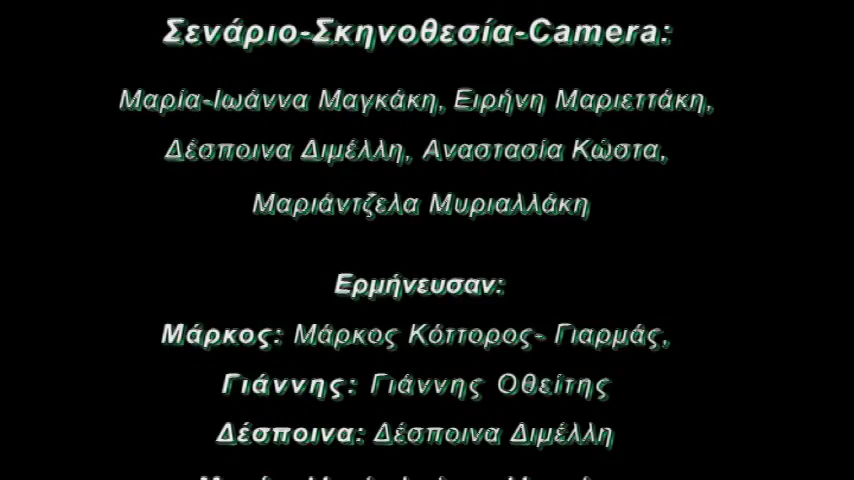 Σενάριο-Σκηνοθεσία-Camera:
Μαρία-Ιωάννα Μαγκάκη, Ειρήνη Μαριεττάκη,
Δέσποινα Διμέλλη, Αναστασία Κώστα,
Μαριάντζελα Μυριαλλάκη
Ερμήνευσαν:
Μάρκος: Μάρκος Κόττορος- Γιαρμάς,
Γιάννης: Γιάννης Οθείτης
Δέσποινα: Δέσποινα Διμέλλη